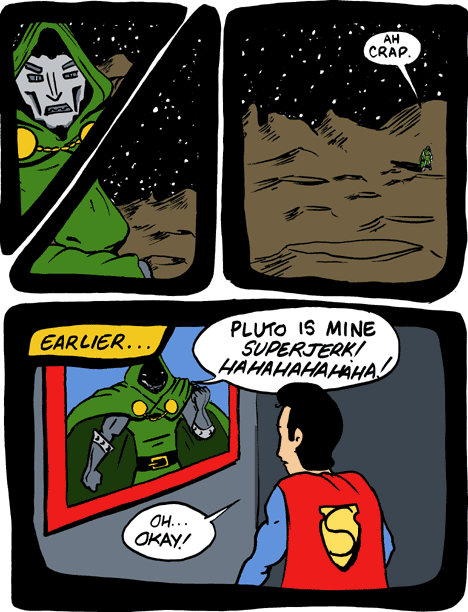 AH
CRAP.
EARLIER...
PLUTO IS MINE
SUPERJERK!
HAHAHAHAHAHA!
OH...
OKAY!
S